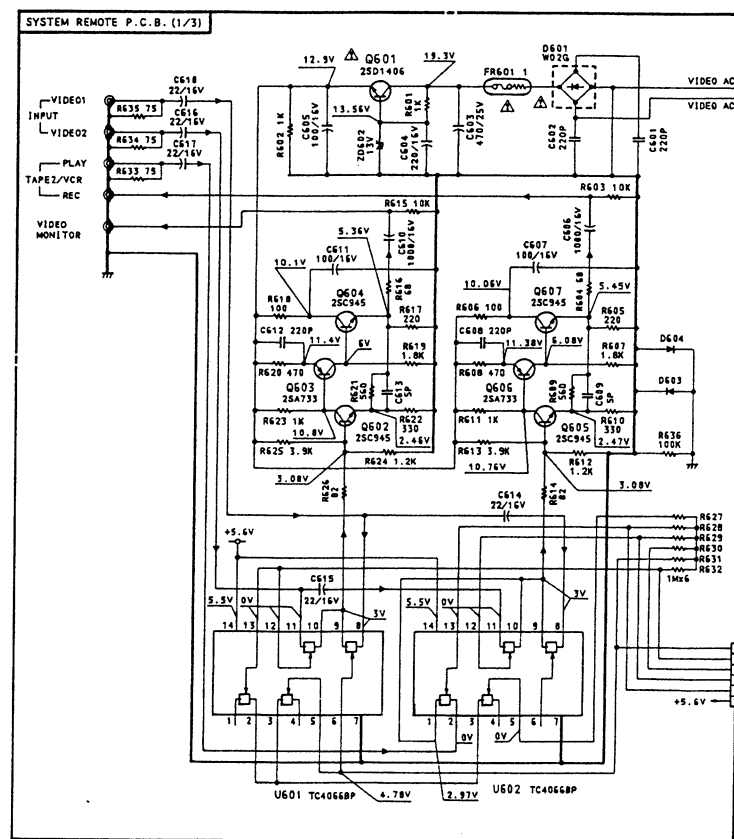 SYSTEM REMOTE P.C.B. (1/3)
12.9V
Q601
2SD1406
19.3V
FR601 1
D601
W02G
VIDEO AC
VIDEO AC
C618
22/16V
VIDEO1
R635 75
C616
22/16V
INPUT
VIDEO2
R634 75
C617
22/16V
PLAY
R633 75
TAPE2/VCR
REC
VIDEO
MONITOR
R602 1K
C605
100/16V
13.56V
ZD602
13V
R601
1K
C604
220/16V
C603
470/25V
C602
220P
C601
220P
R603 10K
R615 10K
C610
1000/16V
C606
1000/16V
5.36V
C611
100/16V
10.1V
C607
100/16V
10.06V
R618
100
Q604
2SC945
R616
68
R617
220
R606 100
Q607
2SC945
R604 68
5.45V
R605
220
C612 220P
11.4V
6V
R619
1.8K
C608 220P
11.38V
6.08V
R607
1.8K
D604
R620 470
Q603
2SA733
R621
560
C613
5P
R608 470
Q606
2SA733
R609
560
C609
5P
D603
R623 1K
10.8V
Q602
2SC945
R622
330
2.46V
R611 1K
Q605
2SC945
R610
330
2.47V
R636
100K
R625 3.9K
R624 1.2K
R613 3.9K
10.76V
R612
1.2K
3.08V
R626
82
R614
82
3.08V
C614
22/16V
R627
R628
R629
R630
R631
R632
1Mx6
+5.6V
C615
22/16V
5.5V
0V
3V
5.5V
0V
3V
14 13 12 11 10 9 8
14 13 12 11 10 9 8
1 2 3 4 5 6 7
1 2 3 4 5 6 7
0V
0V
+5.6V
U601 TC4066BP
4.78V
2.97V
U602 TC4066BP